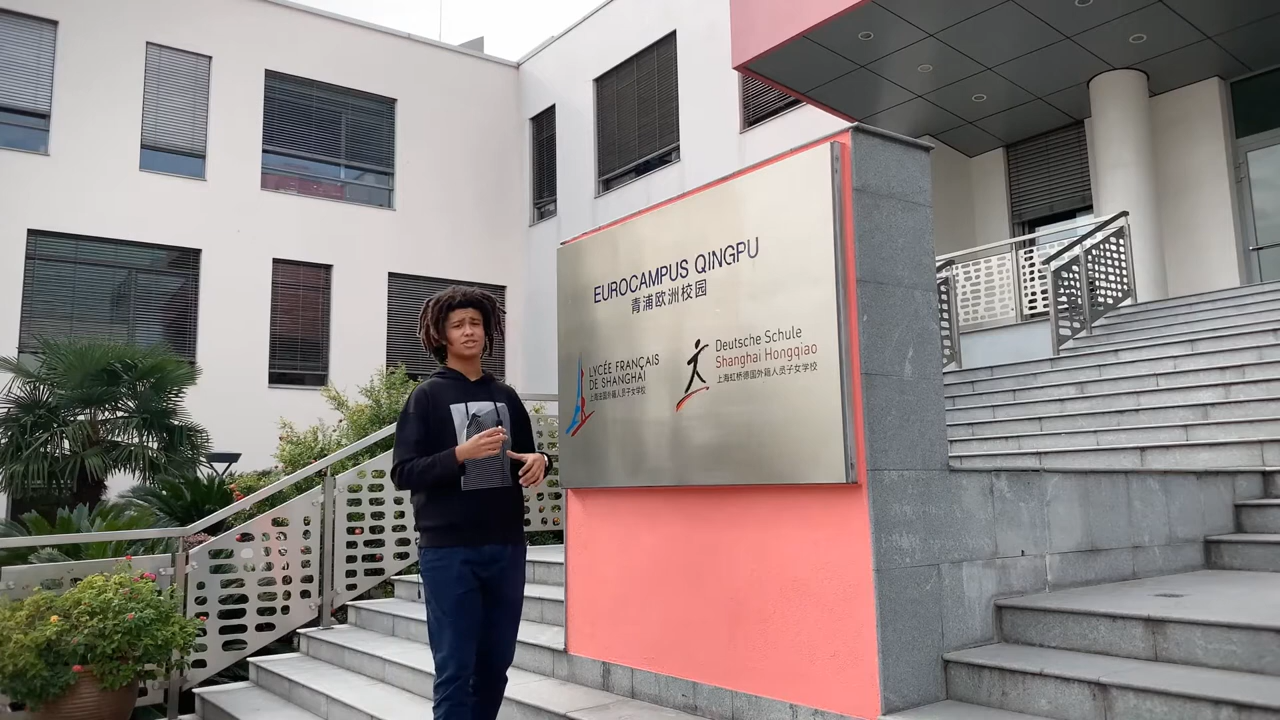 EUROCAMPUS QINGPU
青浦欧洲校园
LYCÉE FRANÇAIS
DE SHANGHAI
上海法国外籍人员子女学校
Deutsche Schule
Shanghai Hongqiao
上海虹桥德国外籍人员子女学校